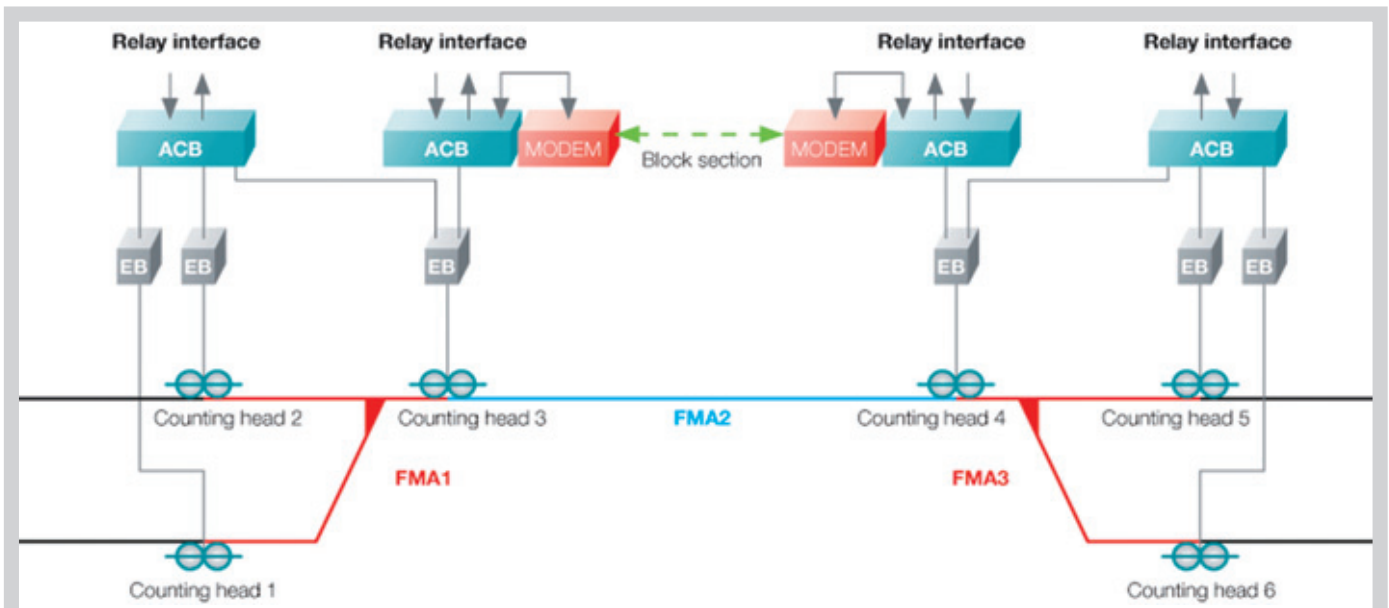 Relay interface Relay interface Relay interface Relay interface
ACB ACB MODEM Block section MODEM ACB ACB
EB EB EB EB EB EB
Counting head 2 Counting head 3 FMA2 Counting head 4 Counting head 5
FMA1 FMA3
Counting head 1 Counting head 6